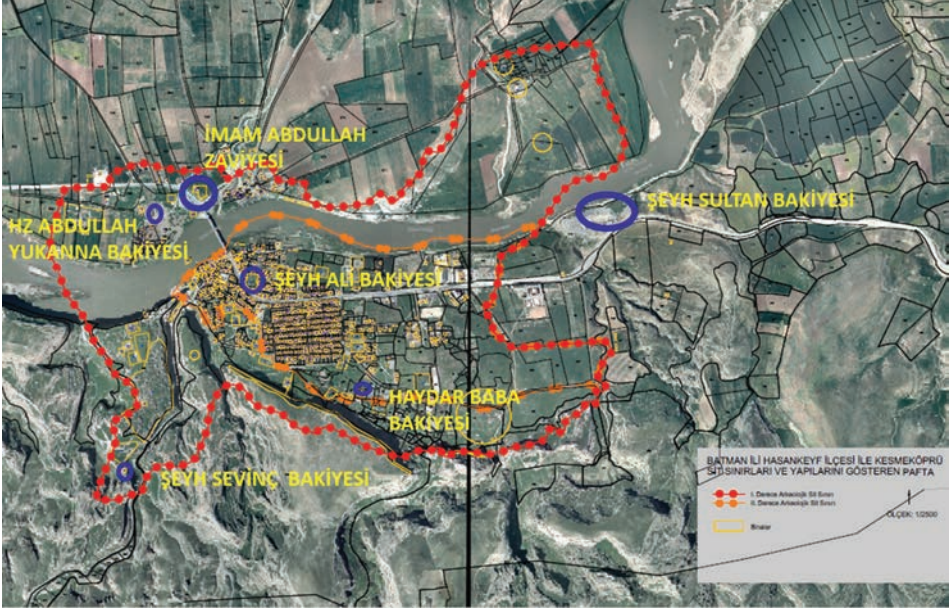 İMAM ABDULLAH
ZAVİYESİ
ŞEYH SULTAN BAKİYESİ
HZ ABDULLAH
YUKANNA BAKİYESİ
ŞEYH ALİ BAKİYESİ
HAYDAR BABA
BAKİYESİ
ŞEYH SEVİNÇ BAKİYESİ
BATMAN İLİ HASANKEYF İLÇESİ İLE KESMEKÖPRÜ
SİT SINIRLARI VE YAPILARINI GÖSTEREN PAFTA
I. Derece Arkeolojik Sit Sınırı
II. Derece Arkeolojik Sit Sınırı
ÖLÇEK: 1/2500
Binalar